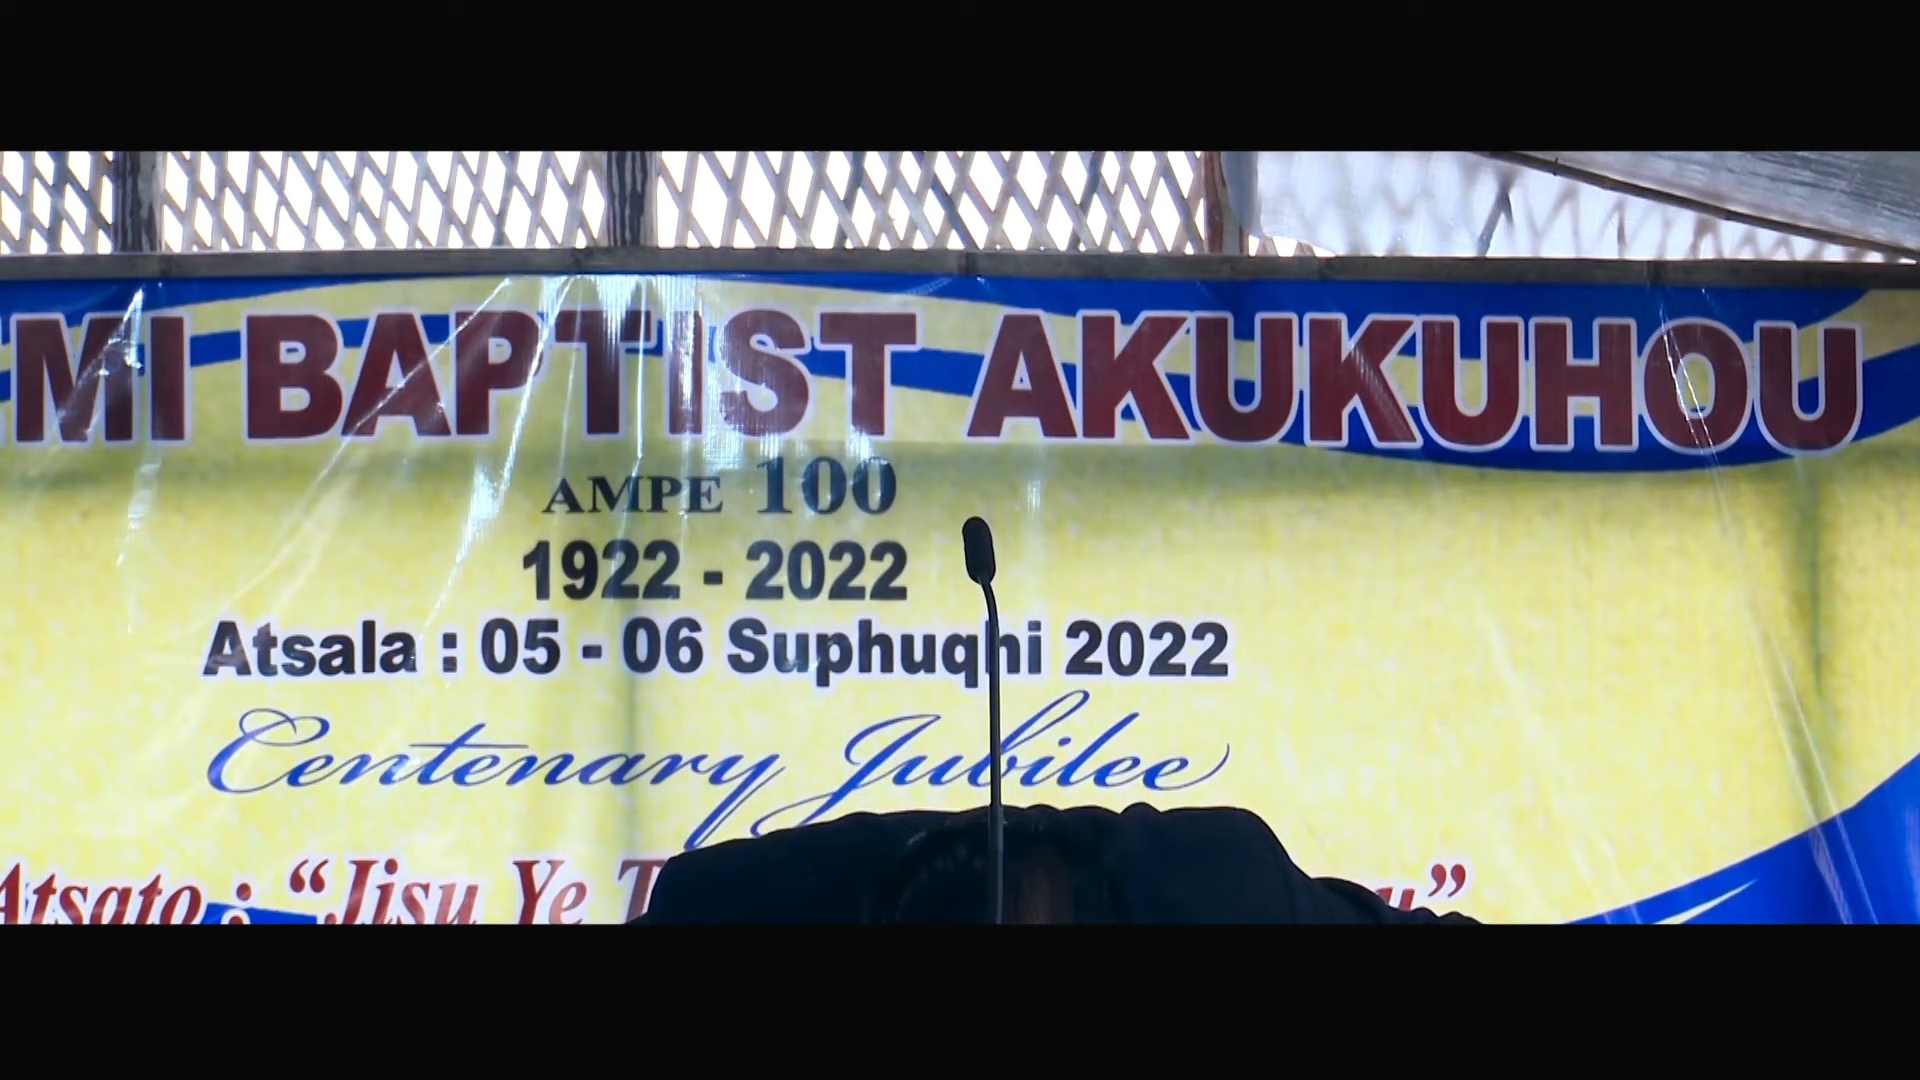 MI BAPTIST AKUKUHOU
AMPE 100
1922 - 2022
Atsala : 05 - 06 Suphuqhi 2022
Centenary Jubilee
Atsato : “Jisu Ye